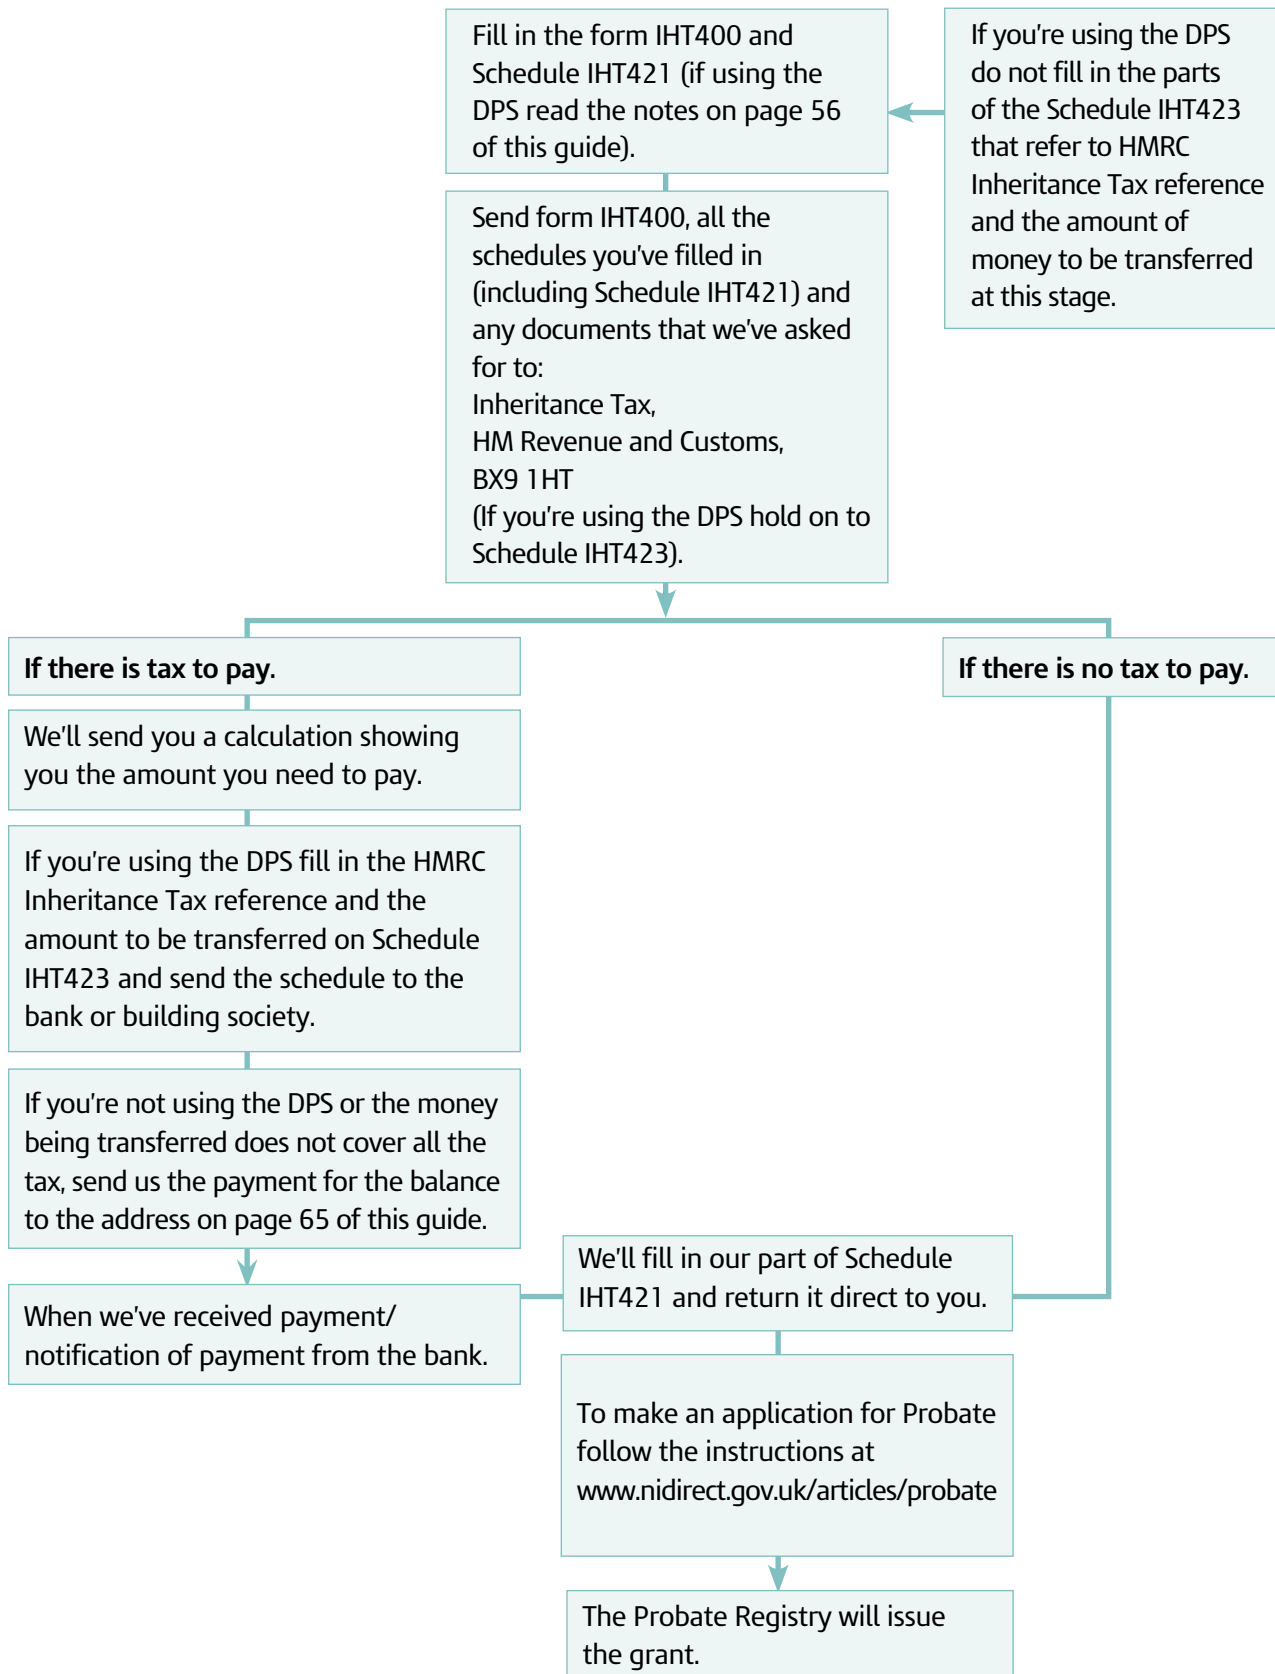 Fill in the form IHT400 and
Schedule IHT421 (if using the
DPS read the notes on page 56
of this guide).
If you're using the DPS
do not fill in the parts
of the Schedule IHT423
that refer to HMRC
Inheritance Tax reference
and the amount of
money to be transferred
at this stage.
Send form IHT400, all the
schedules you've filled in
(including Schedule IHT421) and
any documents that we've asked
for to:
Inheritance Tax,
HM Revenue and Customs,
BX9 1HT
(If you're using the DPS hold on to
Schedule IHT423).
If there is tax to pay.
If there is no tax to pay.
We'll send you a calculation showing
you the amount you need to pay.
If you're using the DPS fill in the HMRC
Inheritance Tax reference and the
amount to be transferred on Schedule
IHT423 and send the schedule to the
bank or building society.
If you're not using the DPS or the money
being transferred does not cover all the
tax, send us the payment for the balance
to the address on page 65 of this guide.
When we've received payment/
notification of payment from the bank.
We'll fill in our part of Schedule
IHT421 and return it direct to you.
To make an application for Probate
follow the instructions at
www.nidirect.gov.uk/articles/probate
The Probate Registry will issue
the grant.